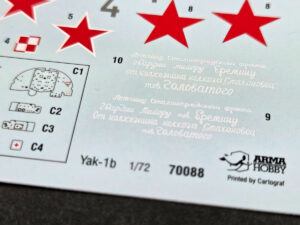 4
10
Летчику Сталинградского фронта
Гвардии майору Еремину
от колхозника колхоза Стахановец
тов. Головатого
C1
C2
C3
C4
9
Летчику Сталинградского фронта
Гвардии Майору тов. Еремину
От колхозника колхоза Стахановец
тов. Головатого
Yak-1b 1/72 70088
ARMA
HOBBY
Printed by Cartograf